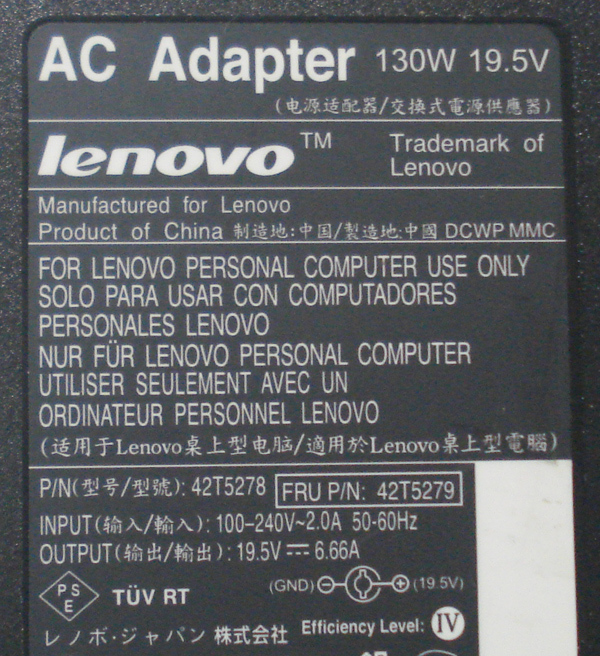 AC Adapter 130W 19.5V
(电源适配器/交换式電源供應器)
lenovo™ Trademark of
Lenovo
Manufactured for Lenovo
Product of China 制造地:中国/製造地:中國 DCWP MMC
FOR LENOVO PERSONAL COMPUTER USE ONLY
SOLO PARA USAR CON COMPUTADORES
PERSONALES LENOVO
NUR FÜR LENOVO PERSONAL COMPUTER
UTILISER SEULEMENT AVEC UN
ORDINATEUR PERSONNEL LENOVO
(适用于Lenovo桌上型电脑/適用於Lenovo桌上型電腦)
P/N(型号/型號): 42T5278 FRU P/N: 42T5279
INPUT(输入/輸入): 100-240V~2.0A 50-60Hz
OUTPUT(输出/輸出): 19.5V⎓6.66A
PSE TÜV RT (GND) (19.5V)
レノボ・ジャパン 株式会社 Efficiency Level: IV